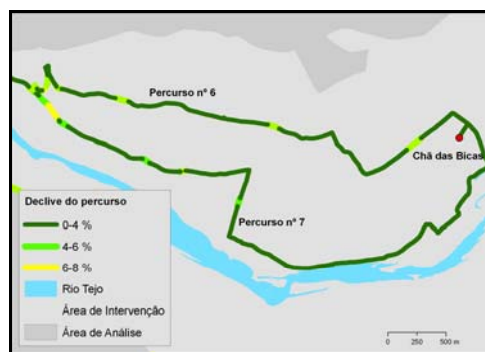 Percurso nº 6
Chã das Bicas
Percurso nº 7
Declive do percurso
0-4 %
4-6 %
6-8 %
Rio Tejo
Área de Intervenção
Área de Análise
0 250 500 m